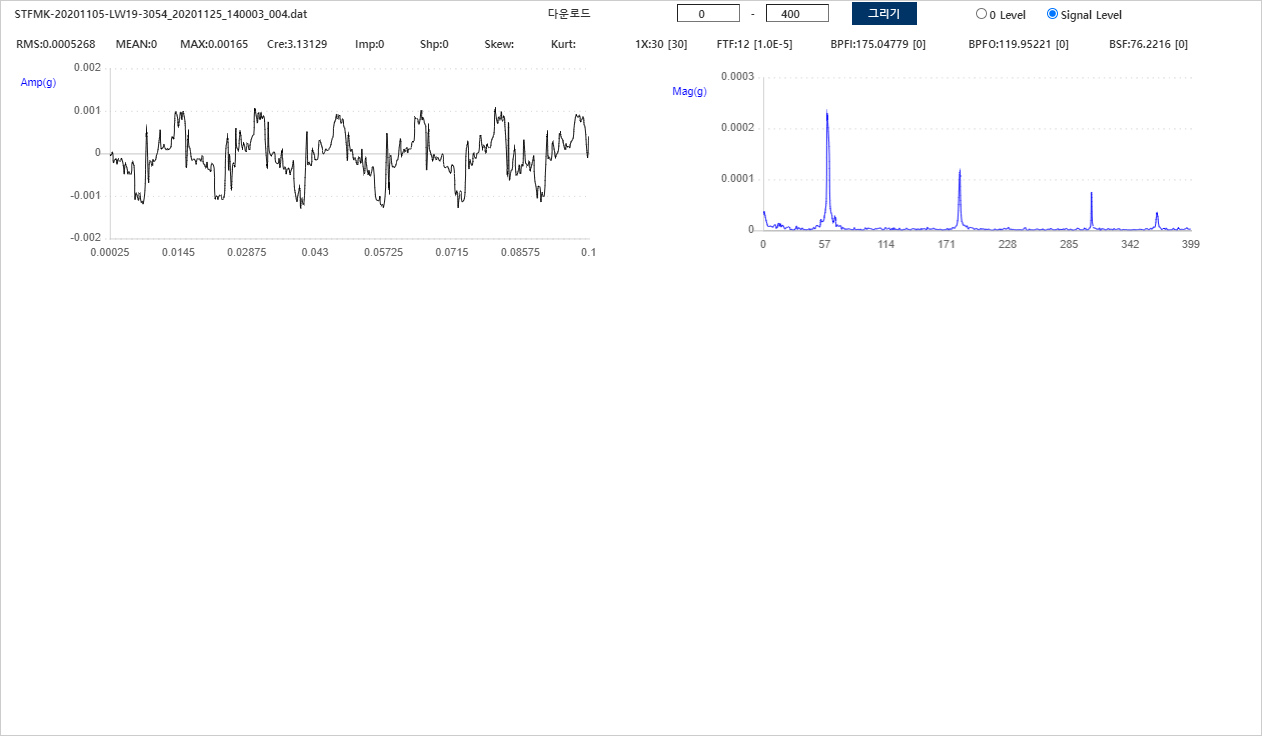 STFMK-20201105-LW19-3054_20201125_140003_004.dat 다운로드 0 - 400 그리기 0 Level Signal Level
RMS:0.0005268 MEAN:0 MAX:0.00165 Cre:3.13129 Imp:0 Shp:0 Skew: Kurt: 1X:30 [30] FTF:12 [1.0E-5] BPFI:175.04779 [0] BPFO:119.95221 [0] BSF:76.2216 [0]
Amp(g)
0.002
0.001
0
-0.001
-0.002
0.00025 0.0145 0.02875 0.043 0.05725 0.0715 0.08575 0.1
Mag(g)
0.0003
0.0002
0.0001
0
0 57 114 171 228 285 342 399